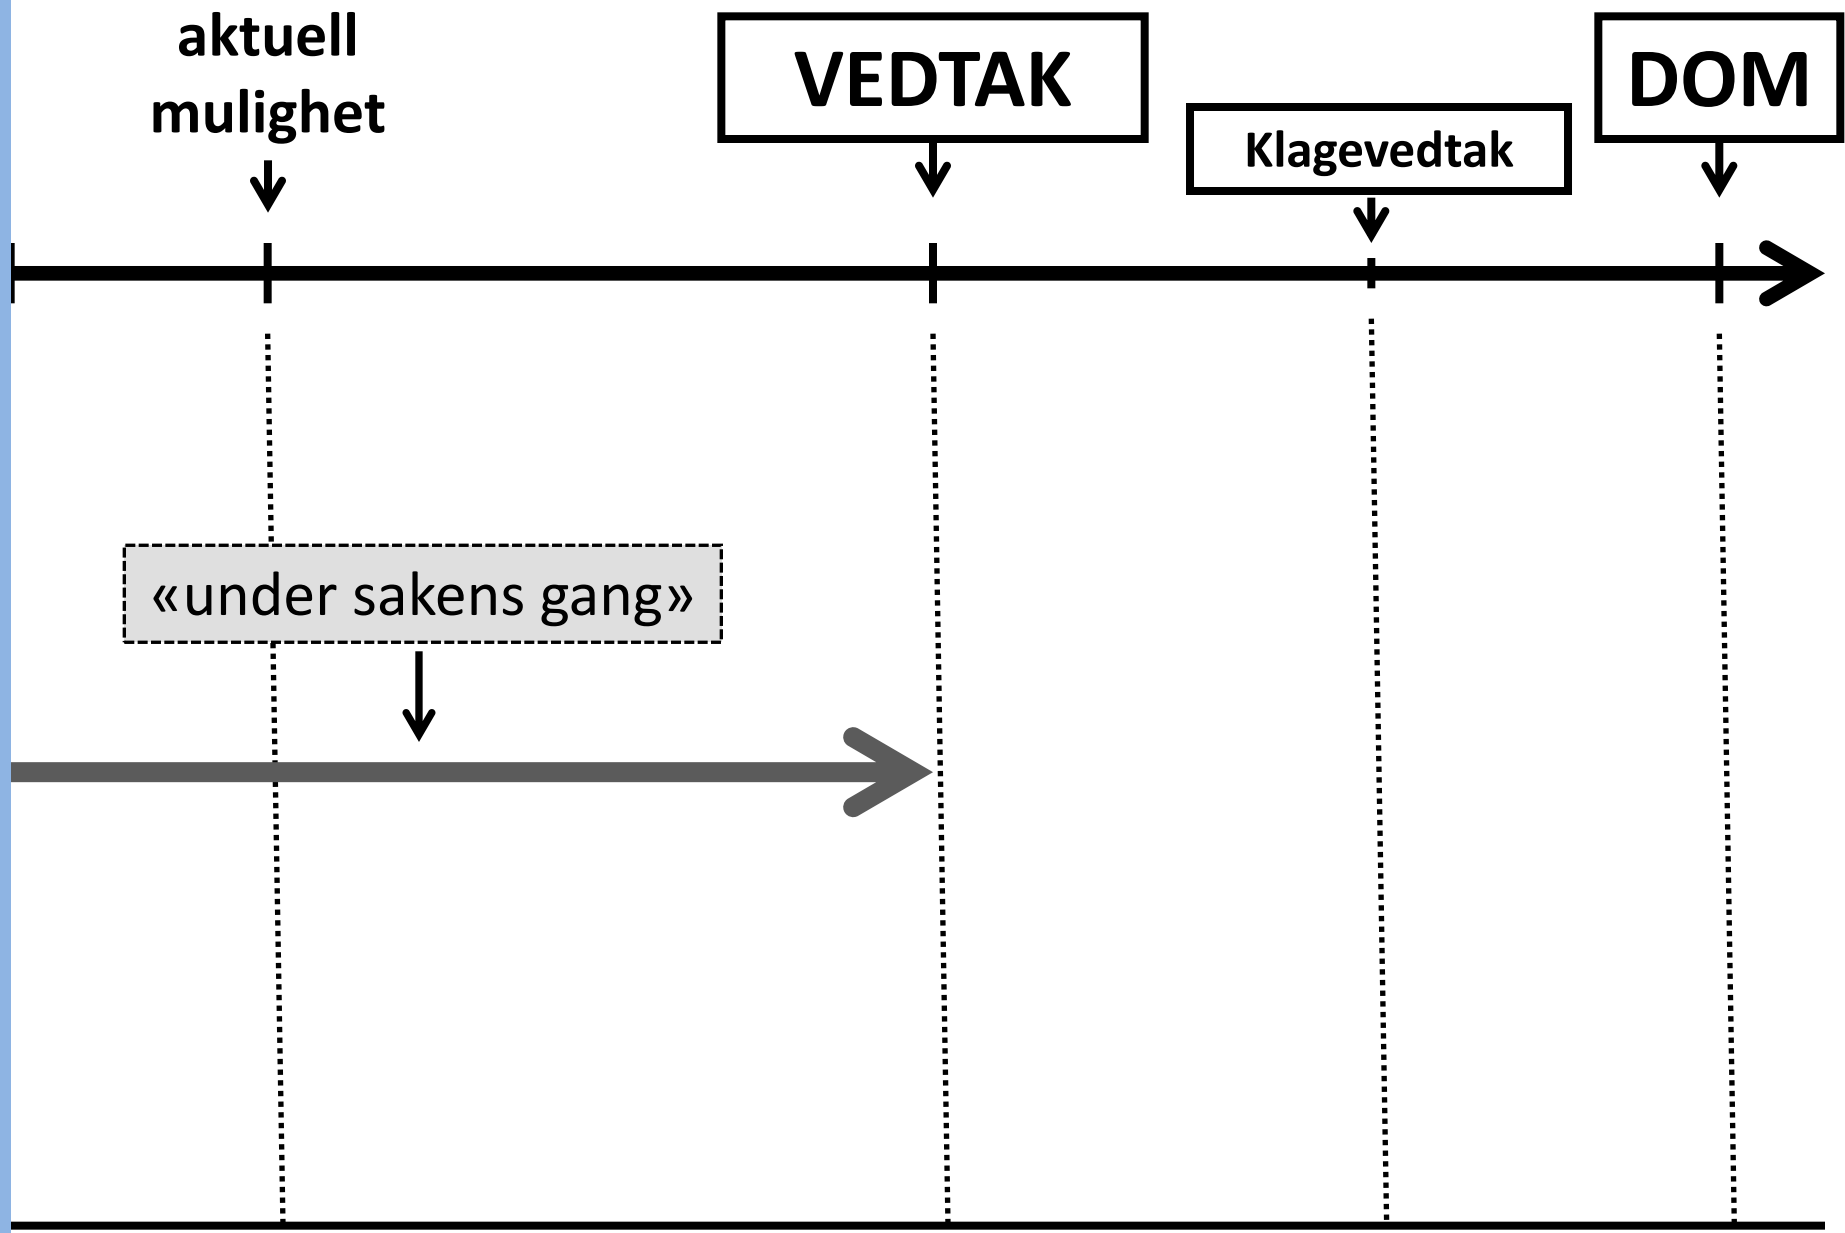 aktuell
mulighet
VEDTAK
Klagevedtak
DOM
«under sakens gang»